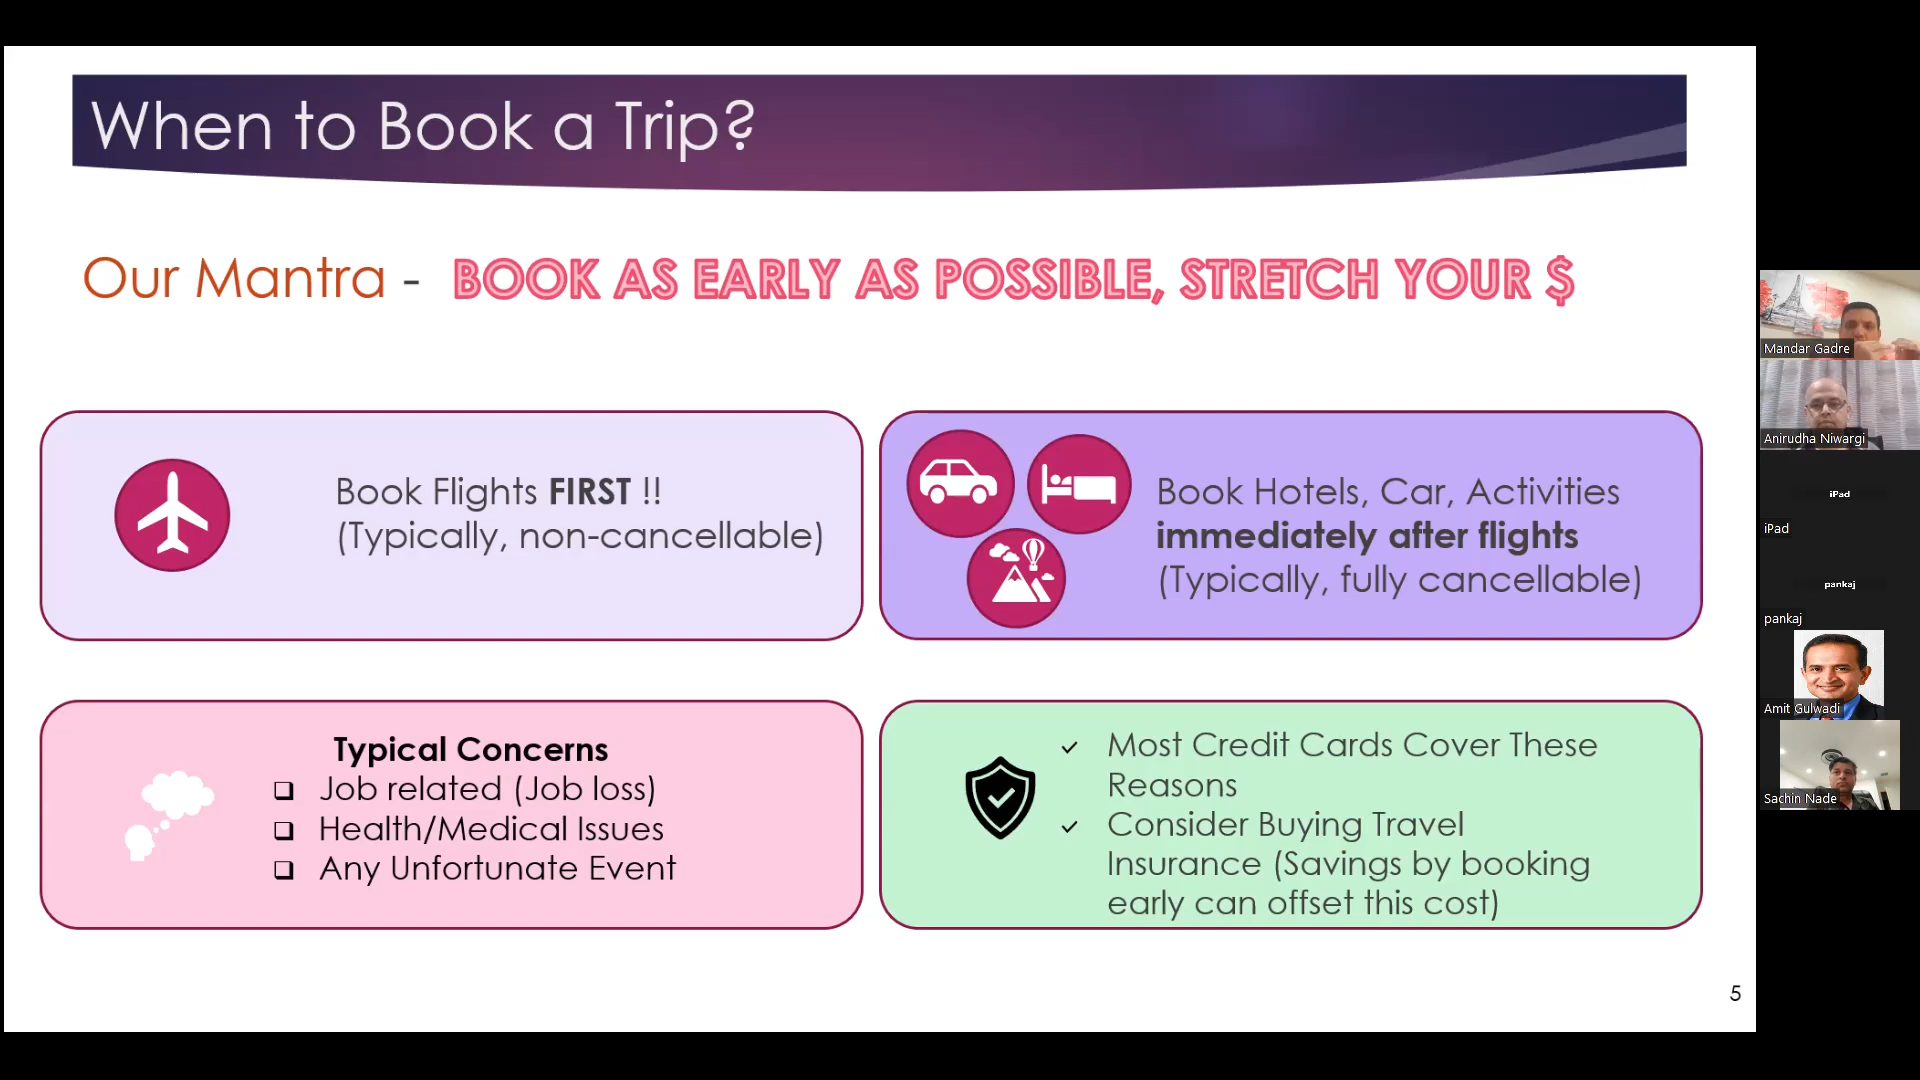 When to Book a Trip?
Our Mantra - BOOK AS EARLY AS POSSIBLE, STRETCH YOUR $
Book Flights FIRST !!
(Typically, non-cancellable)
Book Hotels, Car, Activities
immediately after flights
(Typically, fully cancellable)
Typical Concerns
Job related (Job loss)
Health/Medical Issues
Any Unfortunate Event
Most Credit Cards Cover These
Reasons
Consider Buying Travel
Insurance (Savings by booking
early can offset this cost)
5
Mandar Gadre
Anirudha Niwargi
iPad
iPad
pankaj
pankaj
Amit Gulwadi
Sachin Nade